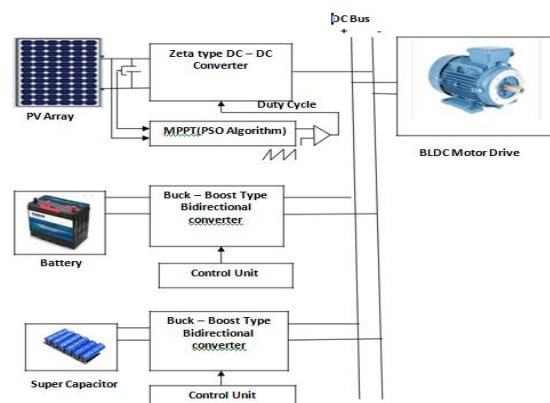 DC Bus
+ -
Zeta type DC – DC
Converter
Duty Cycle
PV Array
MPPT(PSO Algorithm)
BLDC Motor Drive
Buck – Boost Type
Bidirectional
converter
Battery
Control Unit
Buck – Boost Type
Bidirectional
converter
Super Capacitor
Control Unit